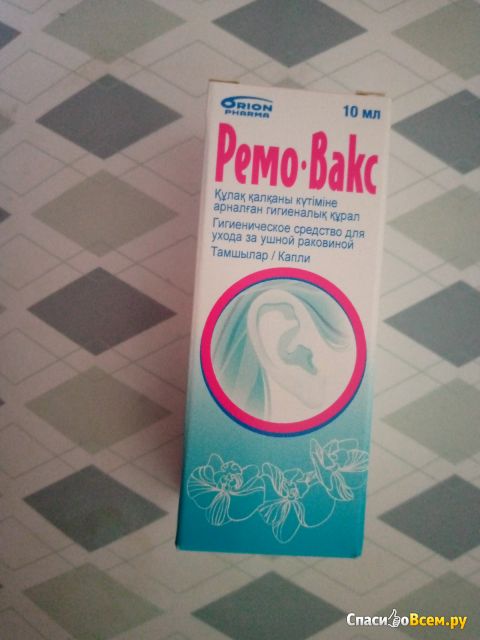 ORION
PHARMA
10 мл
Ремо·Вакс
Құлақ қалқаны күтіміне
арналған гигиеналық құрал
Гигиеническое средство для
ухода за ушной раковиной
Тамшылар / Капли
СпасибоВсем.ру